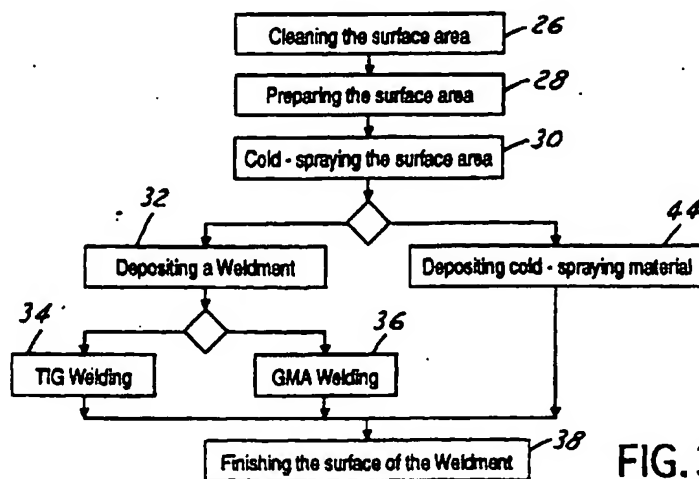 Cleaning the surface area 26
Preparing the surface area 28
Cold - spraying the surface area 30
32 44
Depositing a Weldment Depositing cold - spraying material
34 36
TIG Welding GMA Welding
Finishing the surface of the Weldment 38
FIG.3